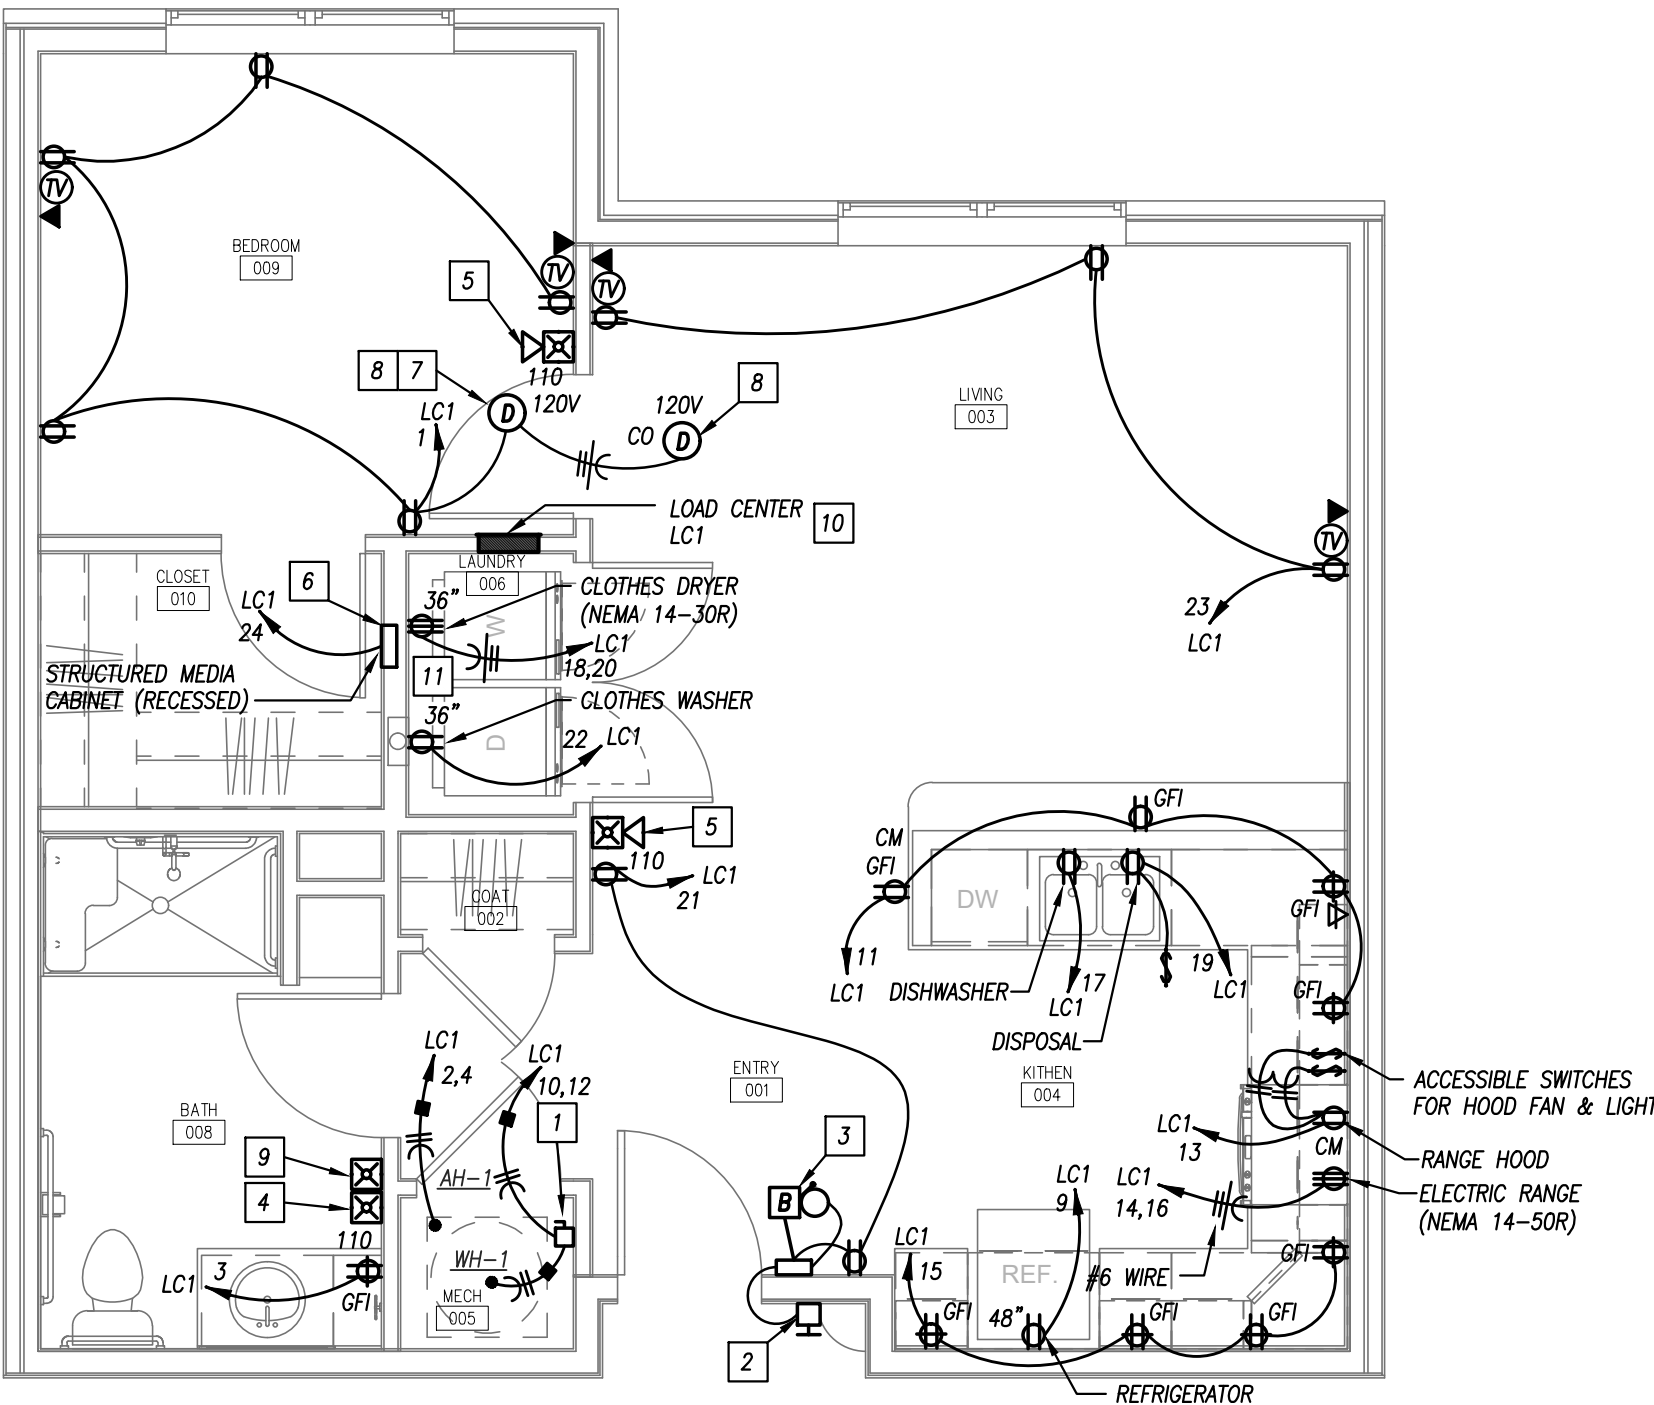 TV
BEDROOM
009
5
TV
TV
8 7
8
110
120V
120V
LIVING
003
LC1
1
D
CO
D
LOAD CENTER
LC1
10
TV
LAUNDRY
006
CLOSET
010
6
LC1
24
36"
CLOTHES DRYER
(NEMA 14-30R)
W
LC1
18,20
23
LC1
STRUCTURED MEDIA
CABINET (RECESSED)
11
36"
CLOTHES WASHER
D
22
LC1
GFI
5
110
CM
GFI
LC1
21
COAT
002
DW
GFI
11
LC1
DISHWASHER
17
LC1
19
LC1
GFI
DISPOSAL
LC1
2,4
LC1
10,12
ENTRY
001
KITHEN
004
ACCESSIBLE SWITCHES
FOR HOOD FAN & LIGHT
BATH
008
1
3
LC1
13
CM
RANGE HOOD
9
4
AH-1
B
LC1
9
LC1
14,16
ELECTRIC RANGE
(NEMA 14-50R)
110
WH-1
LC1
15
REF.
#6 WIRE
GFI
LC1
3
GFI
MECH
005
GFI
48"
GFI
GFI
2
REFRIGERATOR